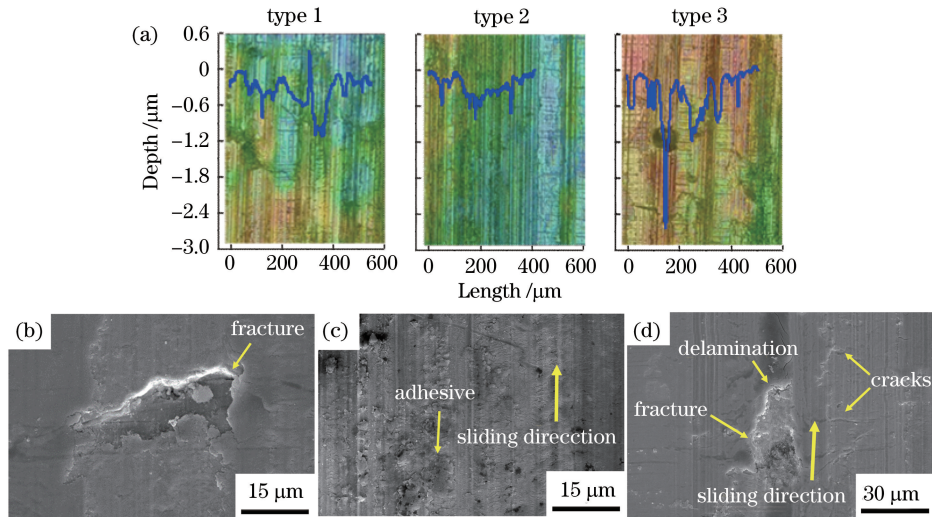 type 1
type 2
type 3
(a)
0.6
0
−0.6
−1.2
−1.8
−2.4
−3.0
Depth /μm
0 200 400 600
0 200 400 600
0 200 400 600
Length /μm
(b)
fracture
15 μm
(c)
adhesive
sliding direcction
15 μm
(d)
delamination
cracks
fracture
sliding direction
30 μm